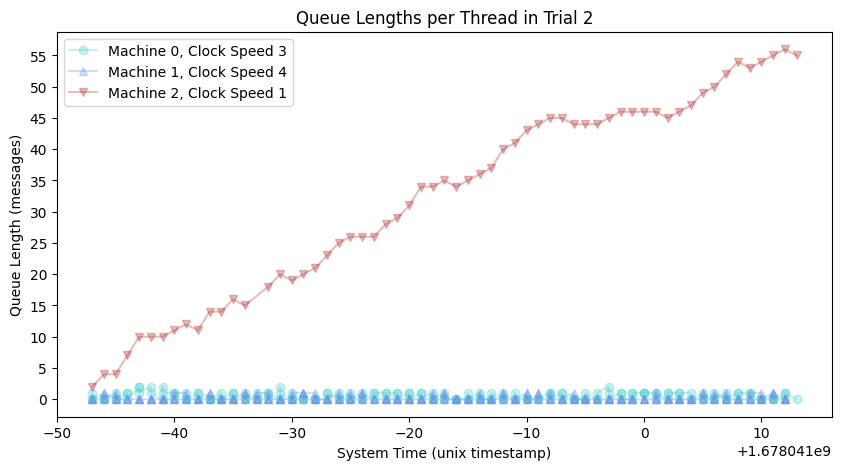 Queue Lengths per Thread in Trial 2
Machine 0, Clock Speed 3
Machine 1, Clock Speed 4
Machine 2, Clock Speed 1
Queue Length (messages)
55
50
45
40
35
30
25
20
15
10
5
0
−50 −40 −30 −20 −10 0 10
+1.678041e9
System Time (unix timestamp)